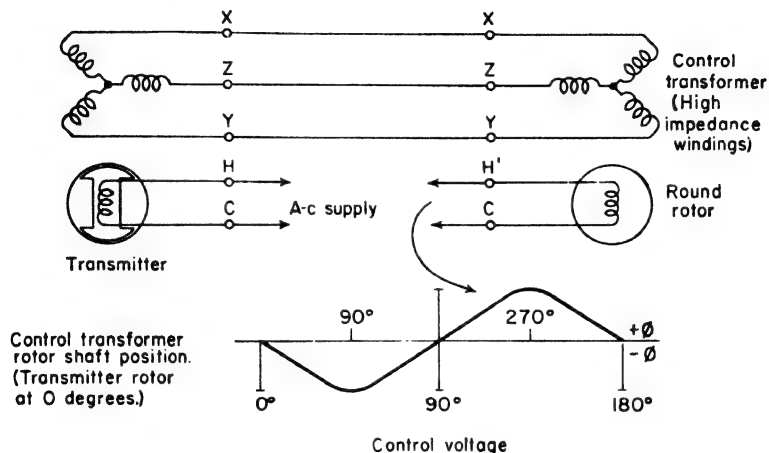 X X
Z Z
Y Y
Control
transformer
(High
impedance
windings)
H H'
A-c supply
C C
Round
rotor
Transmitter
Control transformer
rotor shaft position.
(Transmitter rotor
at 0 degrees.)
90° 270°
+Ø
-Ø
0° 90° 180°
Control voltage